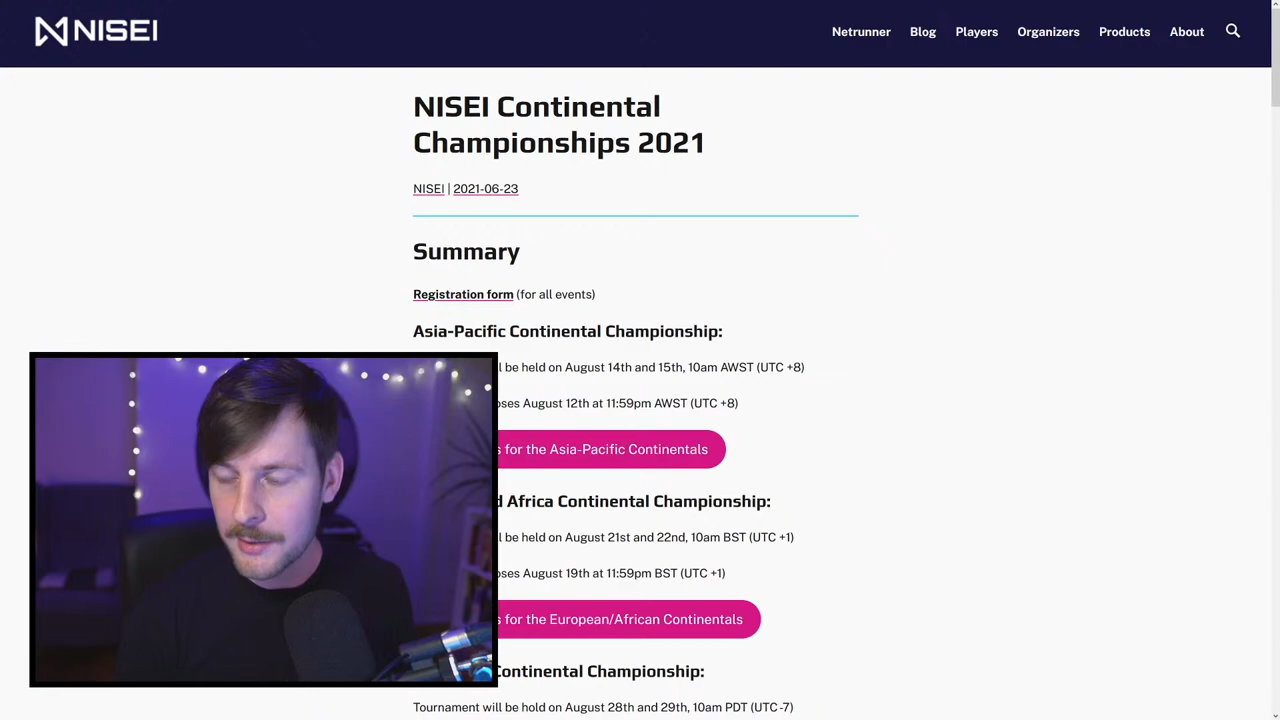 NISEI
Netrunner
Blog
Players
Organizers
Products
About
NISEI Continental
Championships 2021
NISEI | 2021-06-23
Summary
Registration form (for all events)
Asia-Pacific Continental Championship:
be held on August 14th and 15th, 10am AWST (UTC +8)
August 12th at 11:59pm AWST (UTC +8)
for the Asia-Pacific Continentals
Africa Continental Championship:
be held on August 21st and 22nd, 10am BST (UTC +1)
August 19th at 11:59pm BST (UTC +1)
for the European/African Continentals
Continental Championship:
Tournament will be hold on August 28th and 29th, 10am PDT (UTC -7)